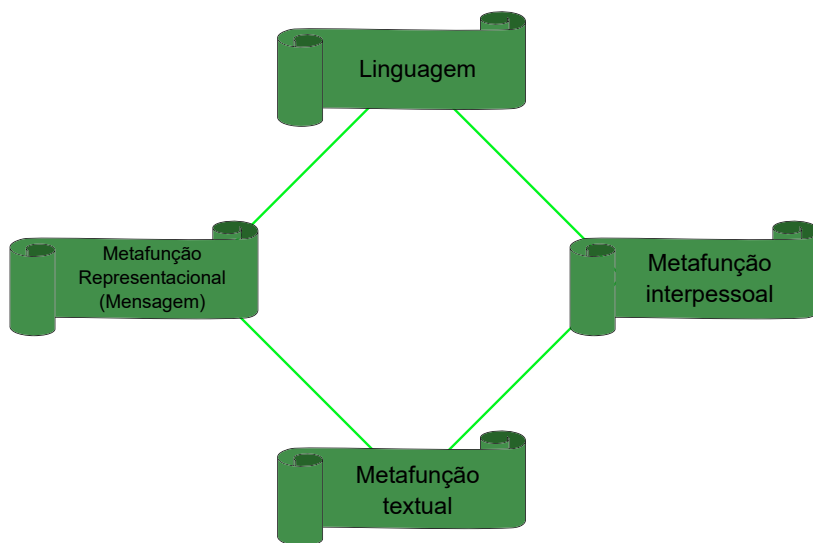 Linguagem
Metafunção
Representacional
(Mensagem)
Metafunção
interpessoal
Metafunção
textual